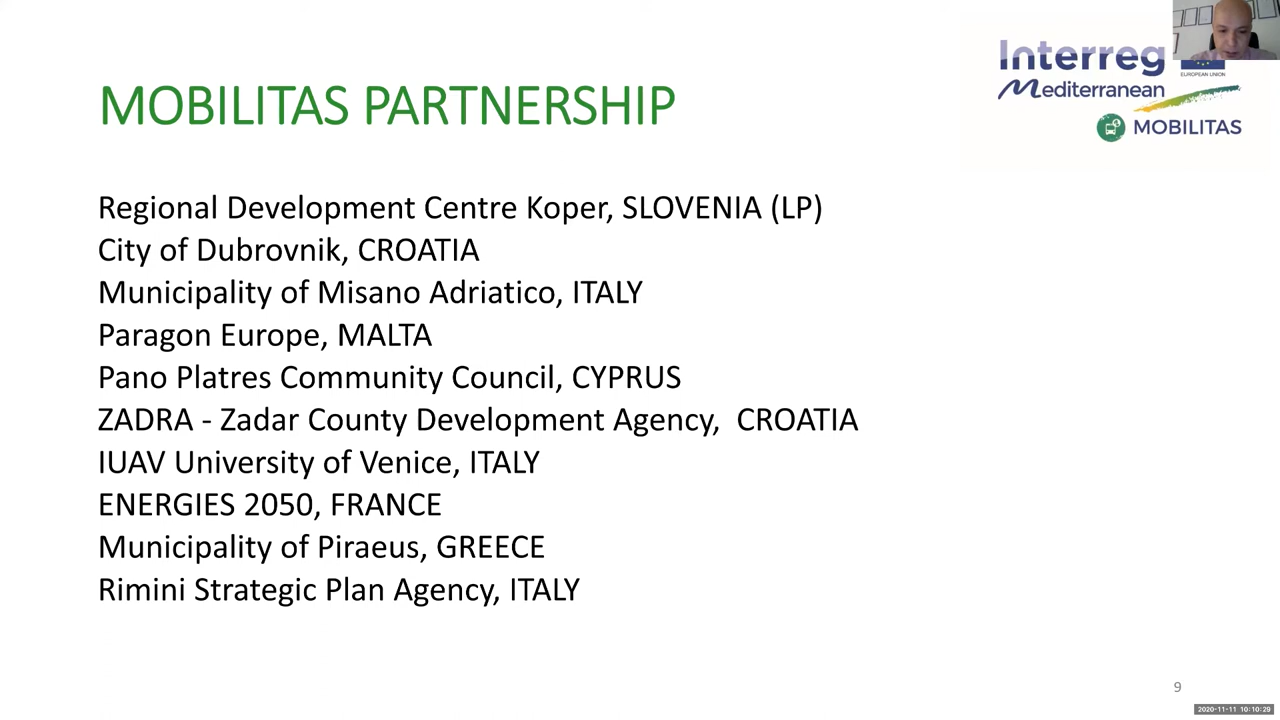 Interreg
Mediterranean
EUROPEAN UNION
MOBILITAS
MOBILITAS PARTNERSHIP
Regional Development Centre Koper, SLOVENIA (LP)
City of Dubrovnik, CROATIA
Municipality of Misano Adriatico, ITALY
Paragon Europe, MALTA
Pano Platres Community Council, CYPRUS
ZADRA - Zadar County Development Agency,  CROATIA
IUAV University of Venice, ITALY
ENERGIES 2050, FRANCE
Municipality of Piraeus, GREECE
Rimini Strategic Plan Agency, ITALY
9
2020-11-11 10:10:29